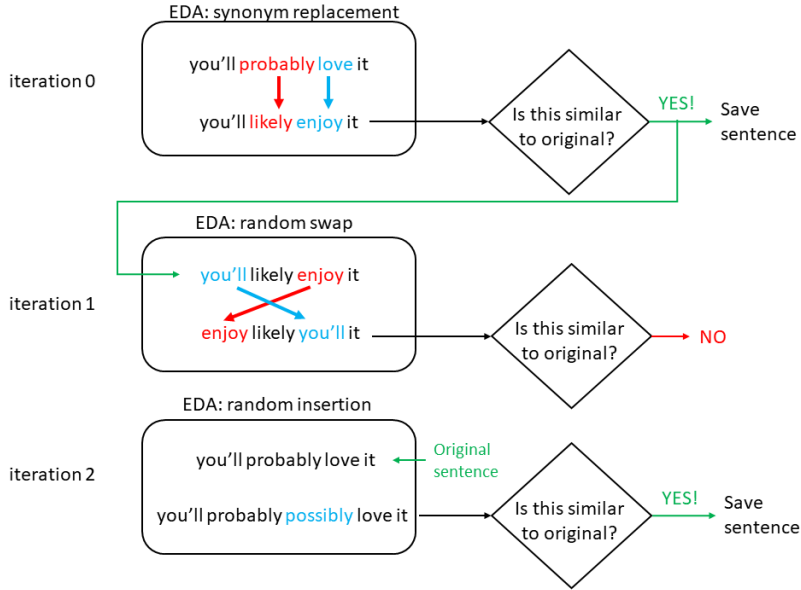 EDA: synonym replacement
iteration 0
you’ll probably love it
you’ll likely enjoy it
Is this similar
to original?
YES!
Save
sentence
EDA: random swap
iteration 1
you’ll likely enjoy it
enjoy likely you’ll it
Is this similar
to original?
NO
EDA: random insertion
iteration 2
you’ll probably love it
Original
sentence
you’ll probably possibly love it
Is this similar
to original?
YES!
Save
sentence